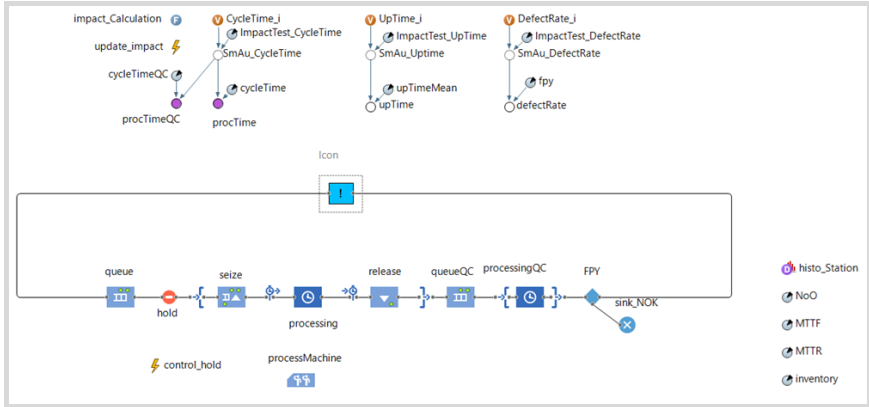 impact_Calculation
CycleTime_i
UpTime_i
DefectRate_i
ImpactTest_CycleTime
ImpactTest_UpTime
ImpactTest_DefectRate
update_impact
SmAu_CycleTime
SmAu_Uptime
SmAu_DefectRate
cycleTimeQC
cycleTime
upTimeMean
fpy
upTime
defectRate
procTimeQC
procTime
Icon
!
queue
seize
release
queueQC
processingQC
FPY
histo_Station
NoO
sink_NOK
hold
processing
MTTF
MTTR
control_hold
processMachine
inventory